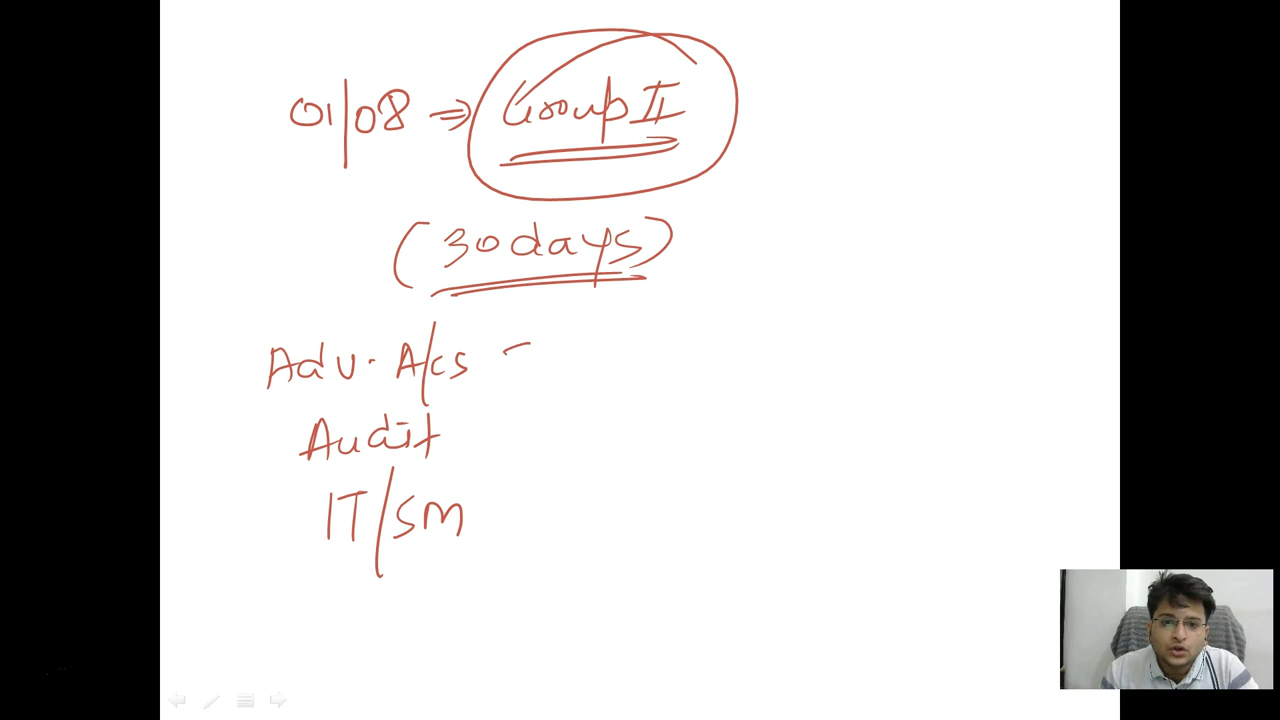 01/08 ⇒ Group II
(30 days)
Adv. A/cs -
Audit
IT/SM